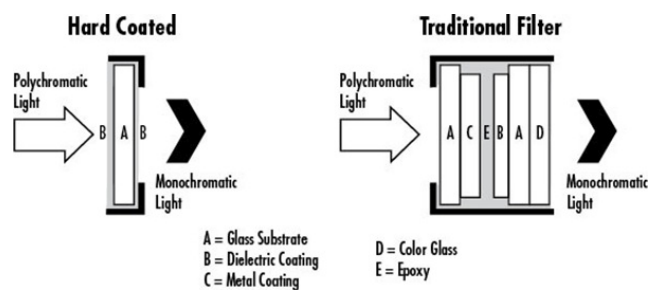 Hard Coated
Traditional Filter
Polychromatic
Light
B
A
B
Monochromatic
Light
Polychromatic
Light
A
C
E
B
A
D
Monochromatic
Light
A = Glass Substrate
B = Dielectric Coating
C = Metal Coating
D = Color Glass
E = Epoxy